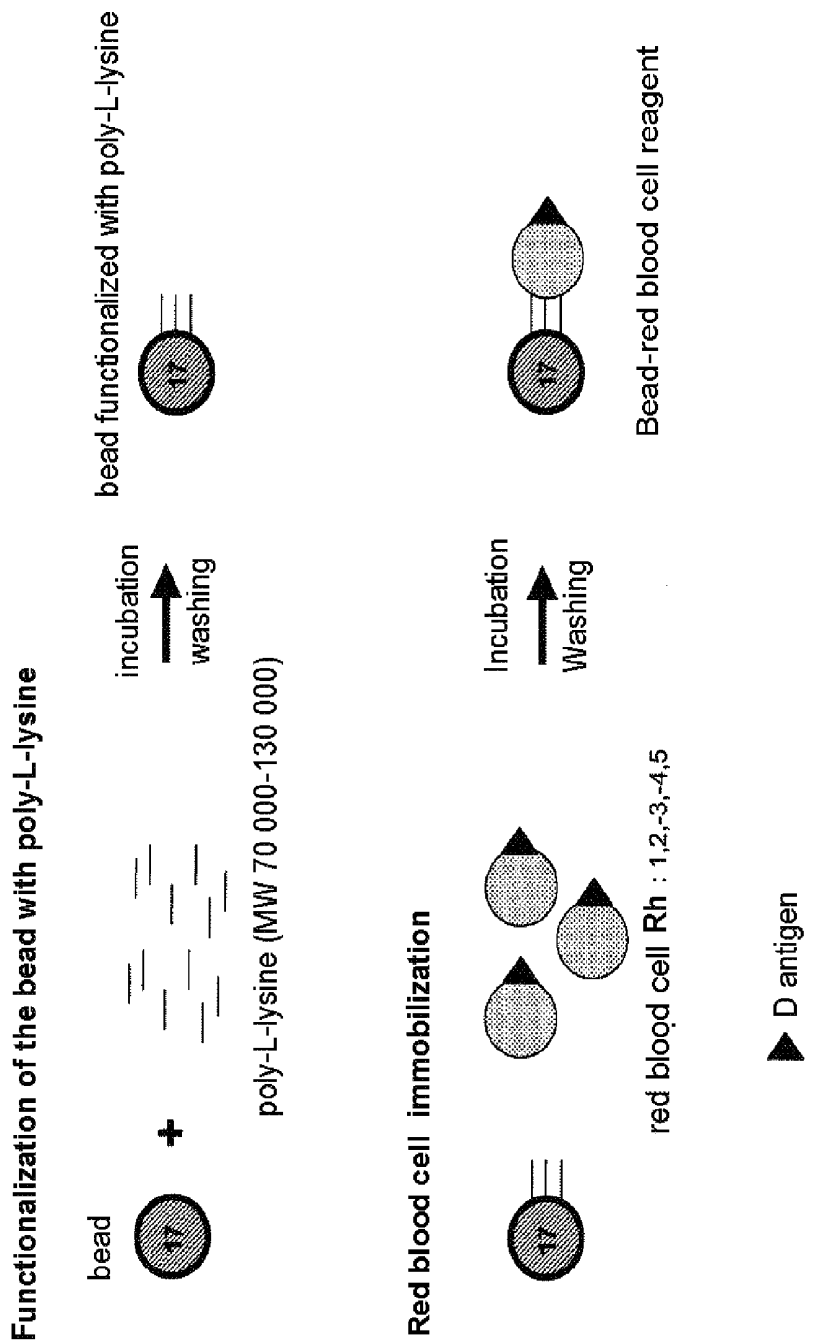 Functionalization of the bead with poly-L-lysine
bead
17
+
poly-L-lysine (MW 70 000-130 000)
incubation
washing
bead functionalized with poly-L-lysine
17
Red blood cell immobilization
17
red blood cell Rh : 1,2,-3,-4,5
Incubation
Washing
17
Bead-red blood cell reagent
D antigen